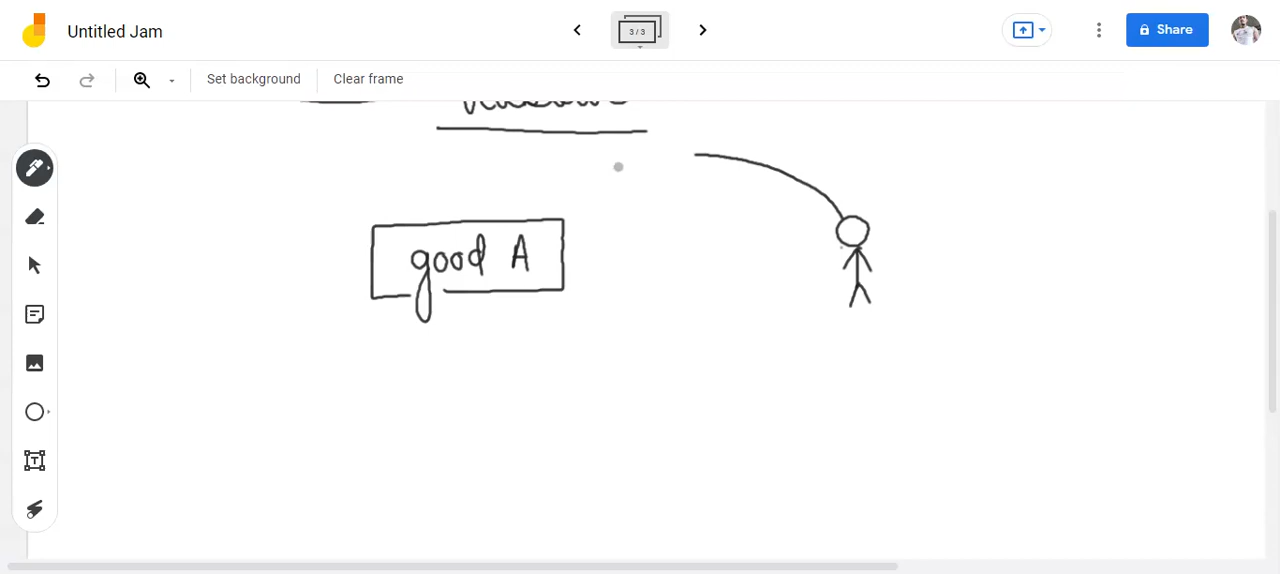 Untitled Jam
3 / 3
Share
Set background
Clear frame
good A
T